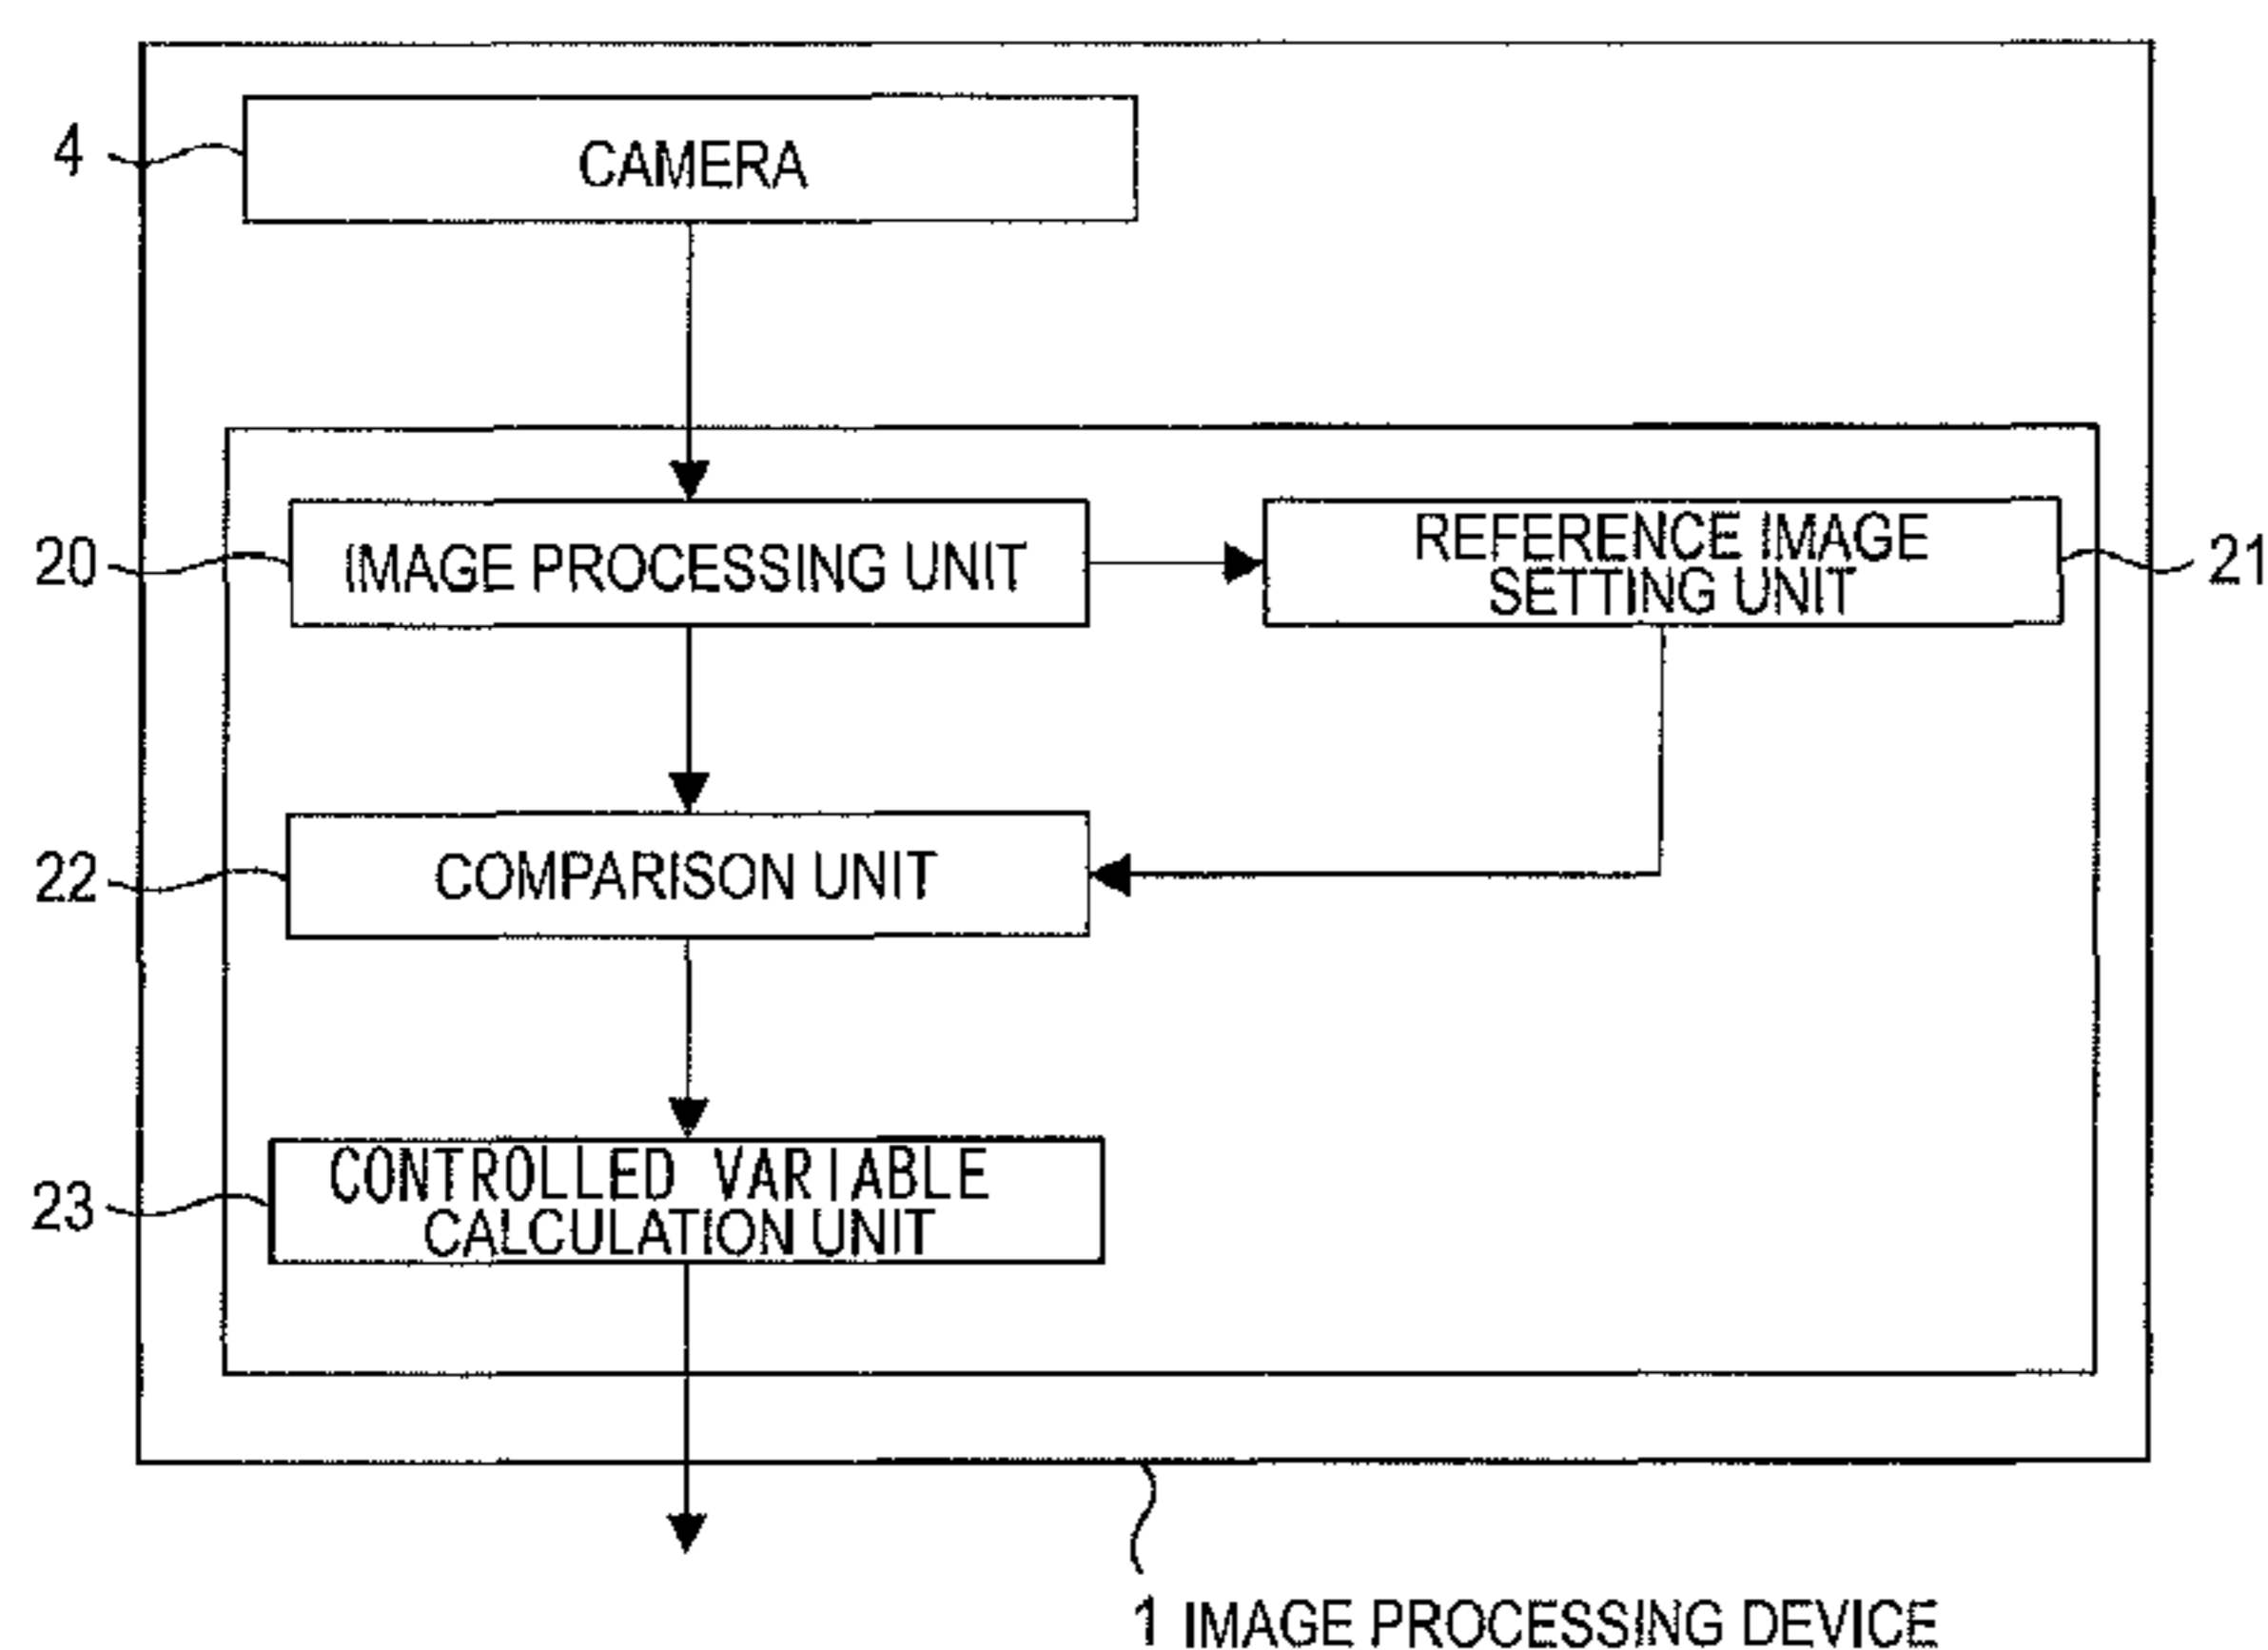 4
CAMERA
20
IMAGE PROCESSING UNIT
REFERENCE IMAGE
SETTING UNIT
21
22
COMPARISON UNIT
23
CONTROLLED VARIABLE
CALCULATION UNIT
1 IMAGE PROCESSING DEVICE